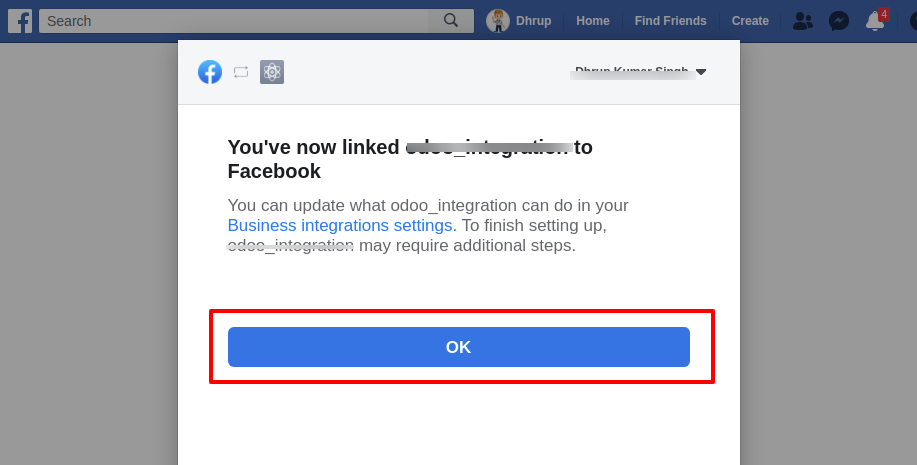 Search
Dhrup
Home
Find Friends
Create
4
Dhrup Kumar Singh
You've now linked odoo_integration to
Facebook
You can update what odoo_integration can do in your
Business integrations settings. To finish setting up,
odoo_integration may require additional steps.
OK